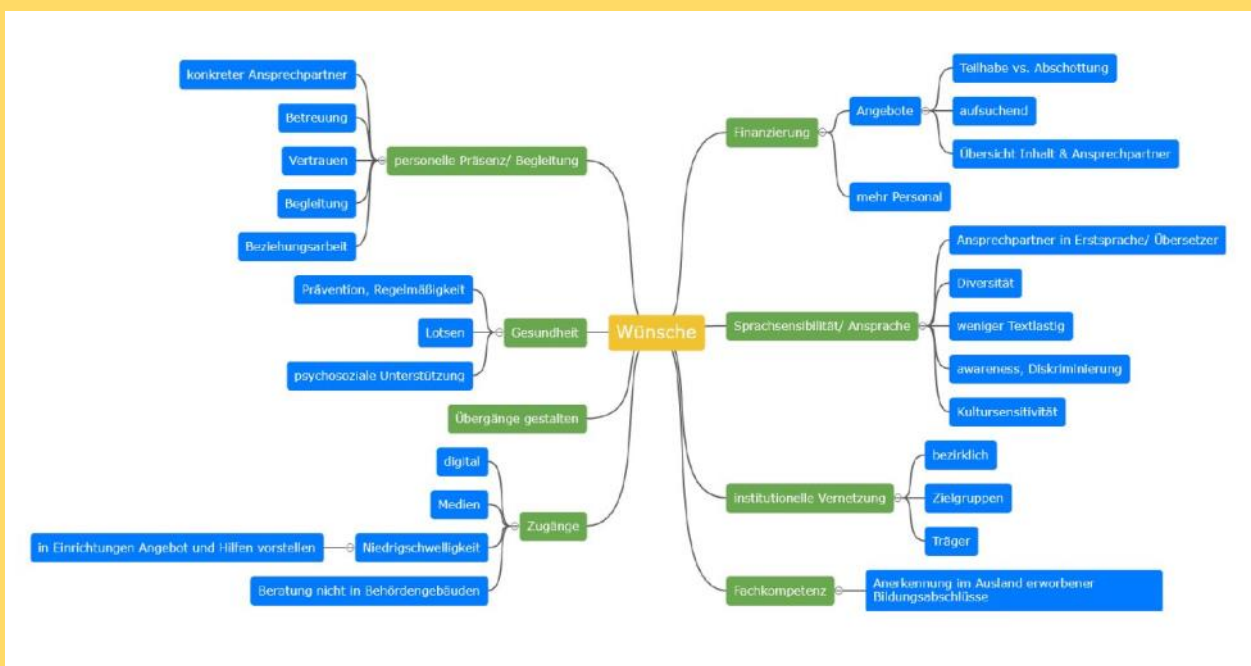 Wünsche
personelle Präsenz/ Begleitung
konkreter Ansprechpartner
Betreuung
Vertrauen
Begleitung
Beziehungsarbeit
Gesundheit
Prävention, Regelmäßigkeit
Lotsen
psychosoziale Unterstützung
Übergänge gestalten
Zugänge
digital
Medien
Niedrigschwelligkeit
in Einrichtungen Angebot und Hilfen vorstellen
Beratung nicht in Behördengebäuden
Finanzierung
Angebote
Teilhabe vs. Abschottung
aufsuchend
Übersicht Inhalt & Ansprechpartner
mehr Personal
Sprachsensibilität/ Ansprache
Ansprechpartner in Erstsprache/ Übersetzer
Diversität
weniger Textlastig
awareness, Diskriminierung
Kultursensitivität
institutionelle Vernetzung
bezirklich
Zielgruppen
Träger
Fachkompetenz
Anerkennung im Ausland erworbener
Bildungsabschlüsse